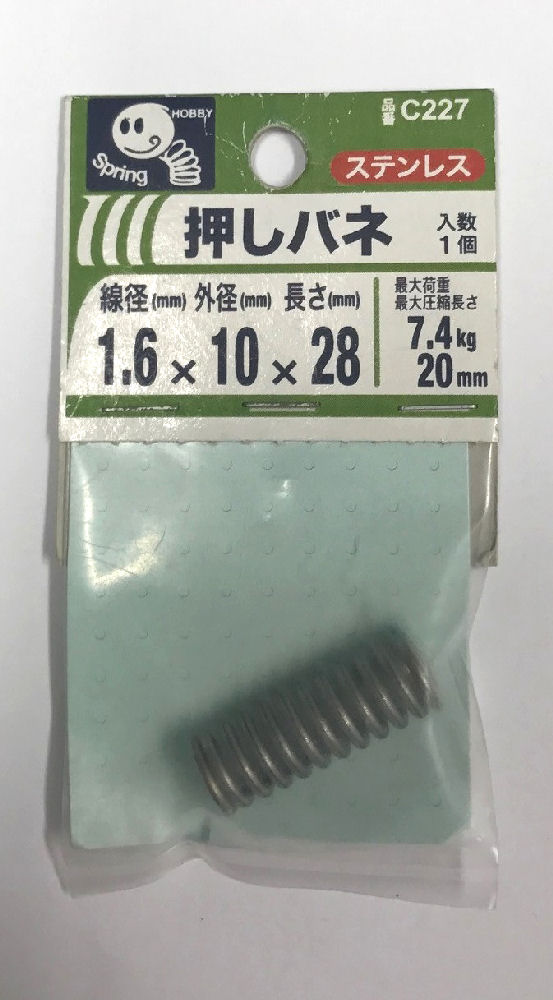 HOBBY
Spring
品番 C227
ステンレス
押しバネ
入数
1個
線径(mm) 外径(mm) 長さ(mm)
1.6×10×28
最大荷重
最大圧縮長さ
7.4kg
20mm